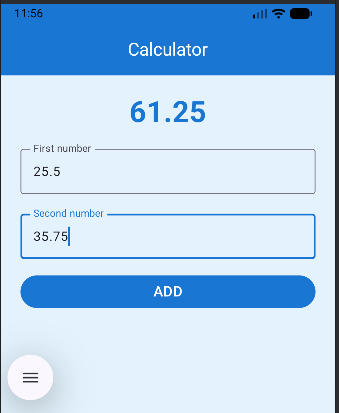 11:56
Calculator
61.25
First number
25.5
Second number
35.75
ADD